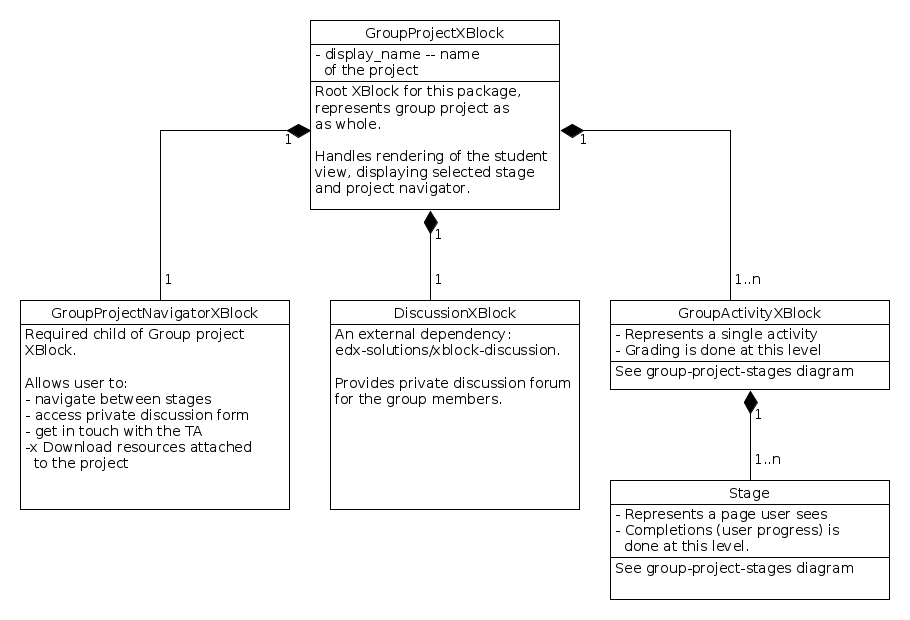 GroupProjectXBlock
- display_name -- name
of the project
Root XBlock for this package,
represents group project as
as whole.
Handles rendering of the student
view, displaying selected stage
and project navigator.
1
1
1
1
1
1..n
GroupProjectNavigatorXBlock
Required child of Group project
XBlock.
Allows user to:
- navigate between stages
- access private discussion form
- get in touch with the TA
-x Download resources attached
to the project
DiscussionXBlock
An external dependency:
edx-solutions/xblock-discussion.
Provides private discussion forum
for the group members.
GroupActivityXBlock
- Represents a single activity
- Grading is done at this level
See group-project-stages diagram
1
1..n
Stage
- Represents a page user sees
- Completions (user progress) is
done at this level.
See group-project-stages diagram